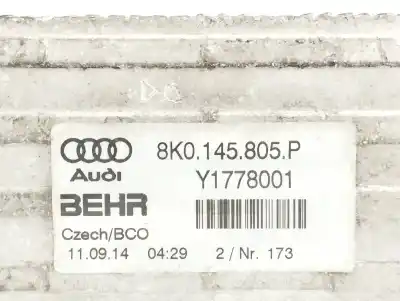 8K0.145.805.P
Audi
Y1778001
BEHR
Czech/BCO
11.09.14 04:29 2 / Nr. 173